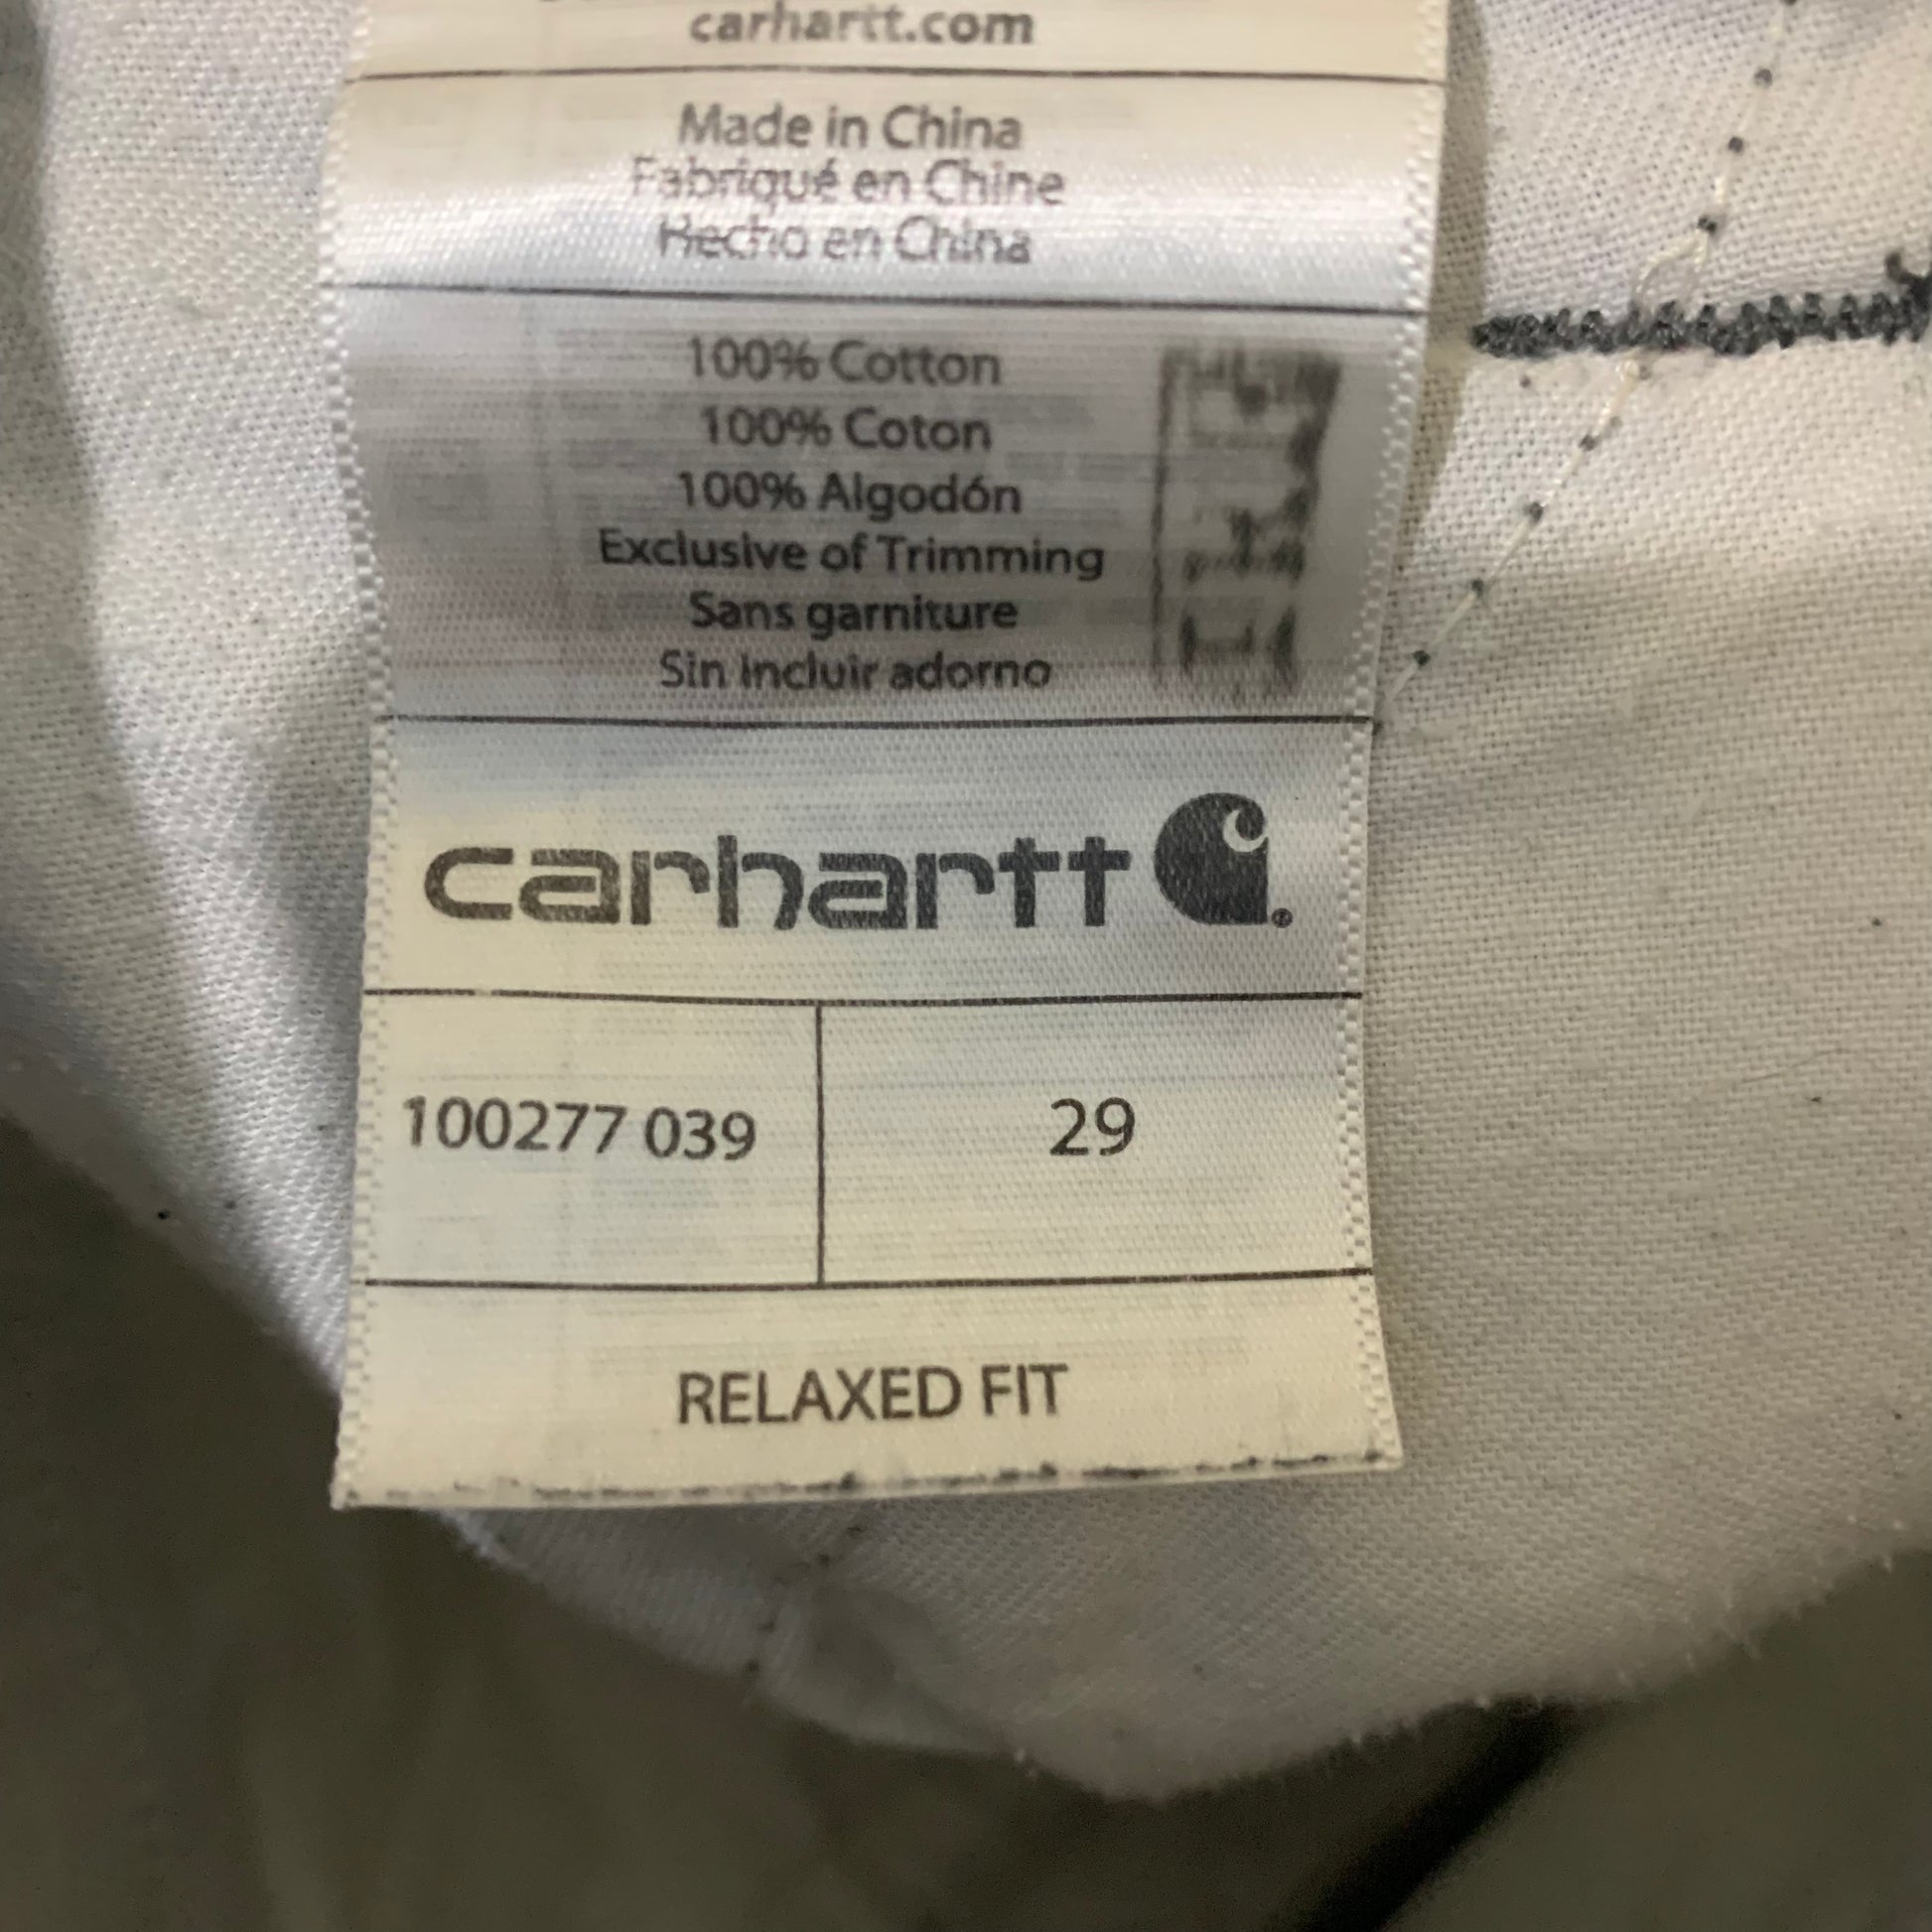 carhartt.com
Made in China
Fabriqué en Chine
Hecho en China
100% Cotton
100% Coton
100% Algodón
Exclusive of Trimming
Sans garniture
Sin incluir adorno
carhartt ®
100277 039
29
RELAXED FIT